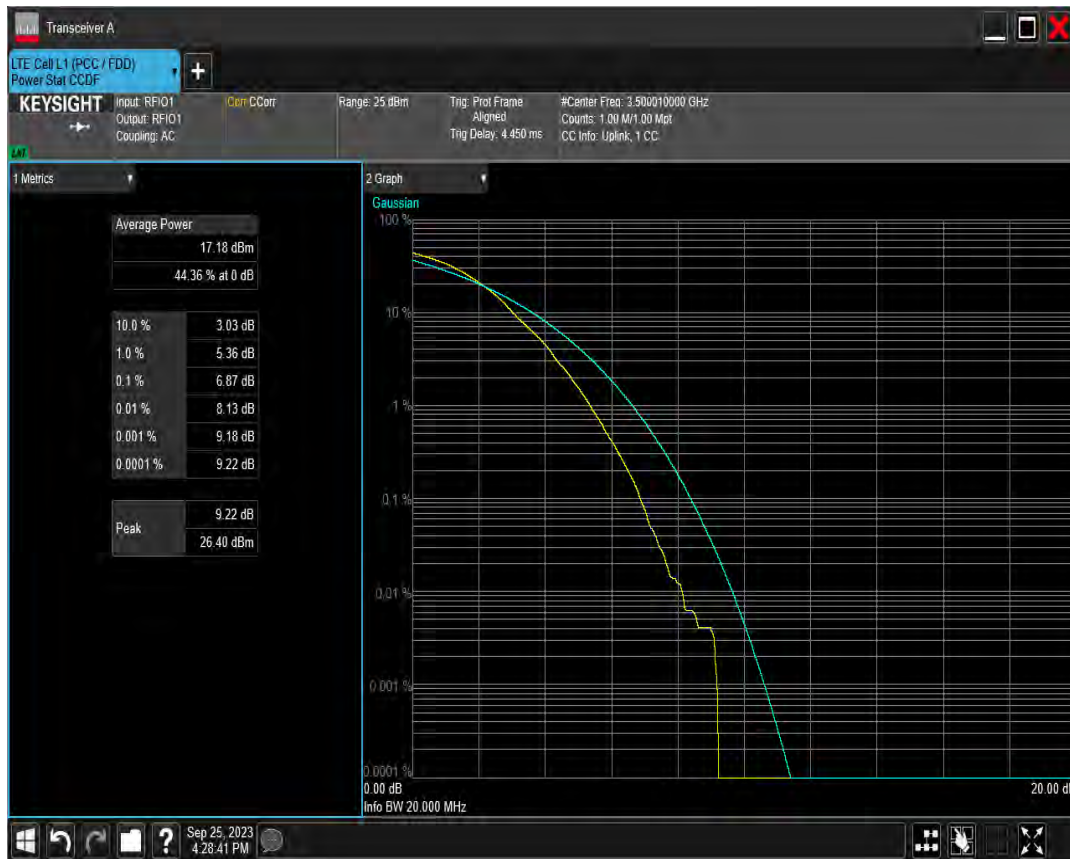 Transceiver A
LTE Cell L1 (PCC / FDD)
Power Stat CCDF
+
KEYSIGHT
Input: RFIO1
Output: RFIO1
Coupling: AC
Corr CCorr
Range: 25 dBm
Trig: Prot Frame
Aligned
Trig Delay: 4.450 ms
#Center Freq: 3.500010000 GHz
Counts: 1.00 M/1.00 Mpt
CC Info: Uplink, 1 CC
1 Metrics
Average Power
17.18 dBm
44.36 % at 0 dB
10.0 % 3.03 dB
1.0 % 5.36 dB
0.1 % 6.87 dB
0.01 % 8.13 dB
0.001 % 9.18 dB
0.0001 % 9.22 dB
Peak 9.22 dB
26.40 dBm
2 Graph
Gaussian
100 %
10 %
1 %
0.1 %
0.01 %
0.001 %
0.0001 %
0.00 dB 20.00 d
Info BW 20.000 MHz
?
Sep 25, 2023
4:28:41 PM